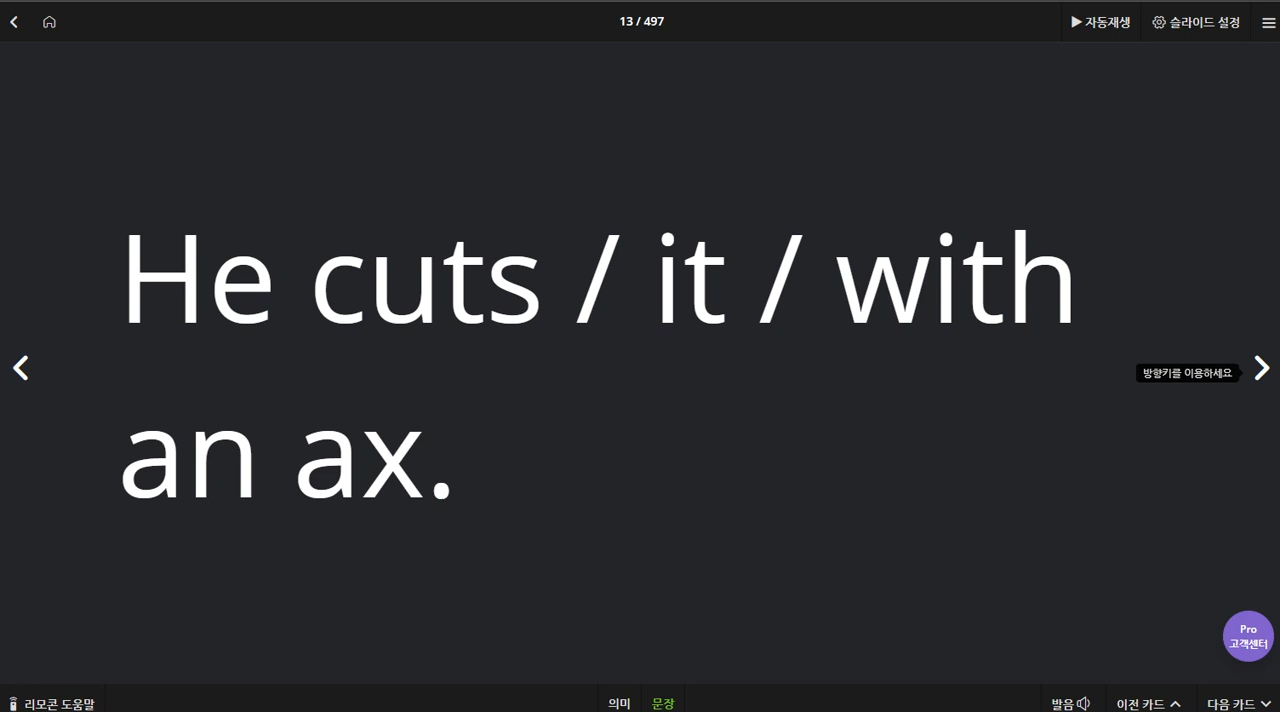 13 / 497
자동재생
슬라이드 설정
He cuts / it / with
an ax.
방향키를 이용하세요
Pro
고객센터
리모콘 도움말
의미
문장
발음
이전 카드
다음 카드